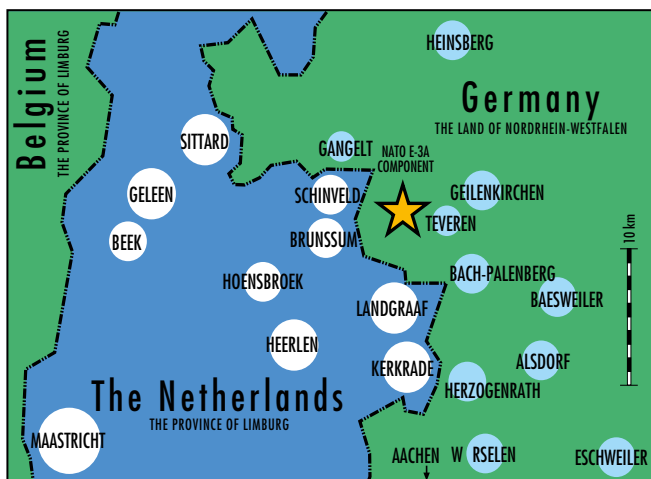 Belgium
THE PROVINCE OF LIMBURG
HEINSBERG
Germany
THE LAND OF NORDRHEIN-WESTFALEN
SITTARD
GANGELT
NATO E-3A
COMPONENT
GEILENKIRCHEN
SCHINVELD
GELEEN
TEVEREN
BEEK
BRUNSSUM
10 km
HOENSBROEK
BACH-PALENBERG
BAESWEILER
LANDGRAAF
HEERLEN
KERKRADE
ALSDORF
HERZOGENRATH
The Netherlands
THE PROVINCE OF LIMBURG
MAASTRICHT
AACHEN
W RSELEN
ESCHWEILER